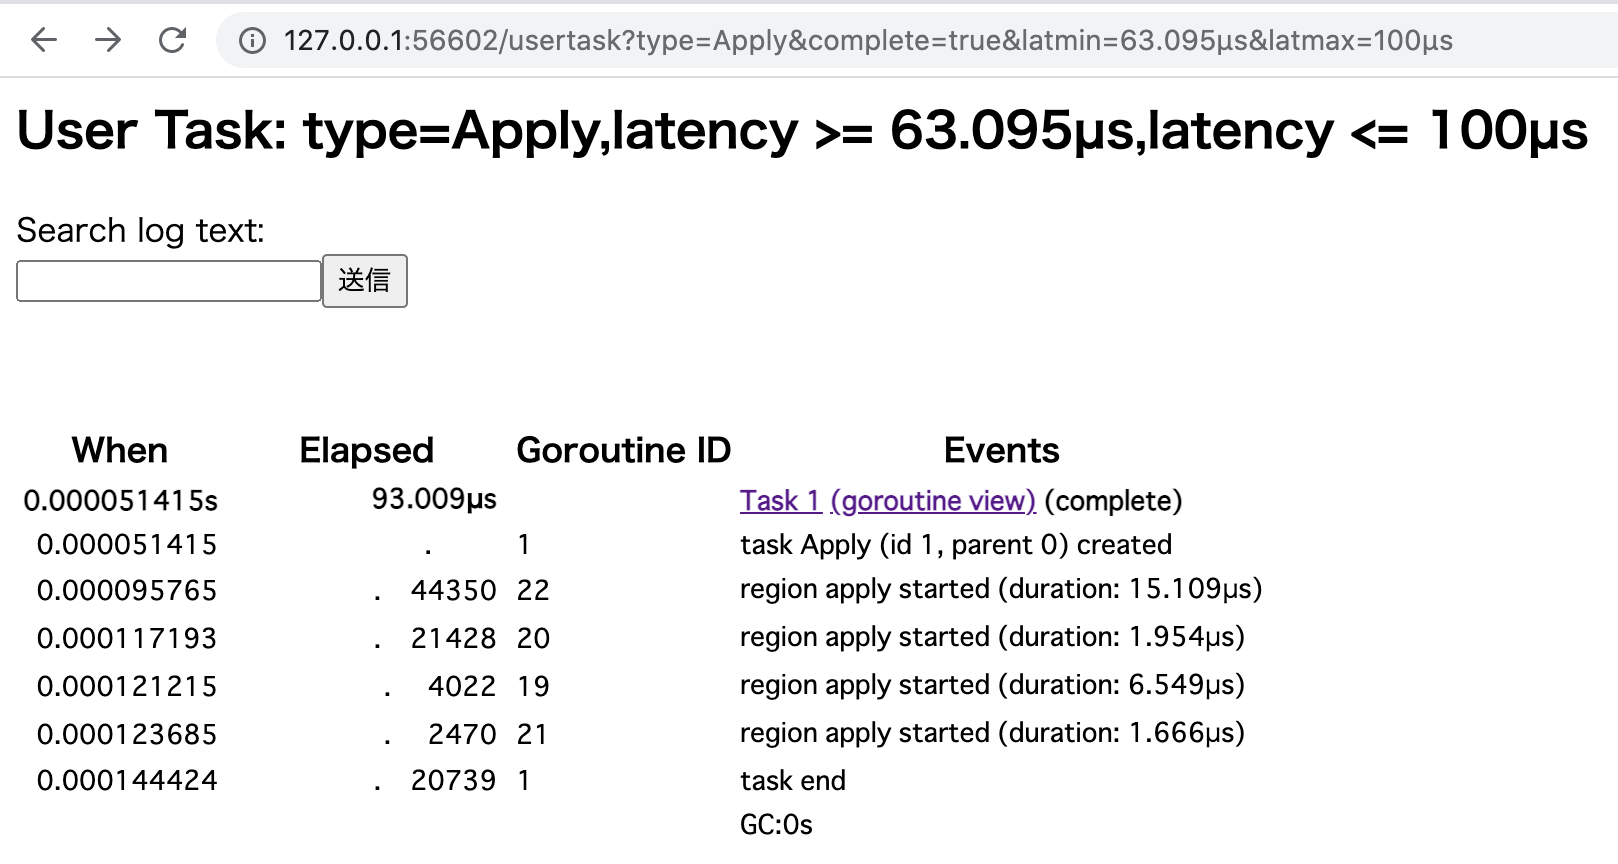 127.0.0.1:56602/usertask?type=Apply&complete=true&latmin=63.095µs&latmax=100µs
User Task: type=Apply,latency >= 63.095µs,latency <= 100µs
Search log text:
送信
When Elapsed Goroutine ID Events
0.000051415s 93.009µs Task 1 (goroutine view) (complete)
0.000051415 . 1 task Apply (id 1, parent 0) created
0.000095765 . 44350 22 region apply started (duration: 15.109µs)
0.000117193 . 21428 20 region apply started (duration: 1.954µs)
0.000121215 . 4022 19 region apply started (duration: 6.549µs)
0.000123685 . 2470 21 region apply started (duration: 1.666µs)
0.000144424 . 20739 1 task end
GC:0s